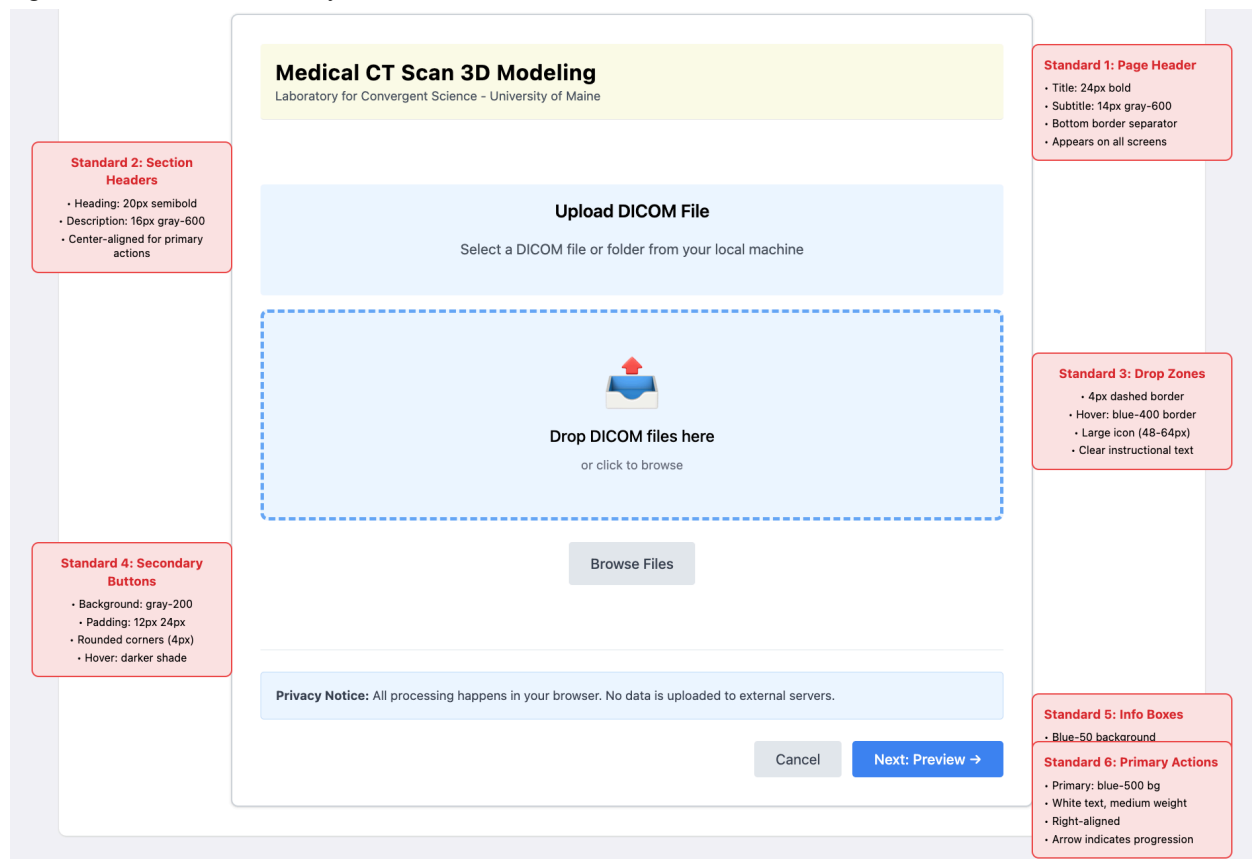 Medical CT Scan 3D Modeling
Laboratory for Convergent Science - University of Maine
Standard 1: Page Header
• Title: 24px bold
• Subtitle: 14px gray-600
• Bottom border separator
• Appears on all screens
Standard 2: Section
Headers
• Heading: 20px semibold
• Description: 16px gray-600
• Center-aligned for primary
actions
Upload DICOM File
Select a DICOM file or folder from your local machine
Drop DICOM files here
or click to browse
Standard 3: Drop Zones
• 4px dashed border
• Hover: blue-400 border
• Large icon (48-64px)
• Clear instructional text
Standard 4: Secondary
Buttons
• Background: gray-200
• Padding: 12px 24px
• Rounded corners (4px)
• Hover: darker shade
Browse Files
Privacy Notice: All processing happens in your browser. No data is uploaded to external servers.
Standard 5: Info Boxes
• Blue-50 background
Cancel
Next: Preview →
Standard 6: Primary Actions
• Primary: blue-500 bg
• White text, medium weight
• Right-aligned
• Arrow indicates progression